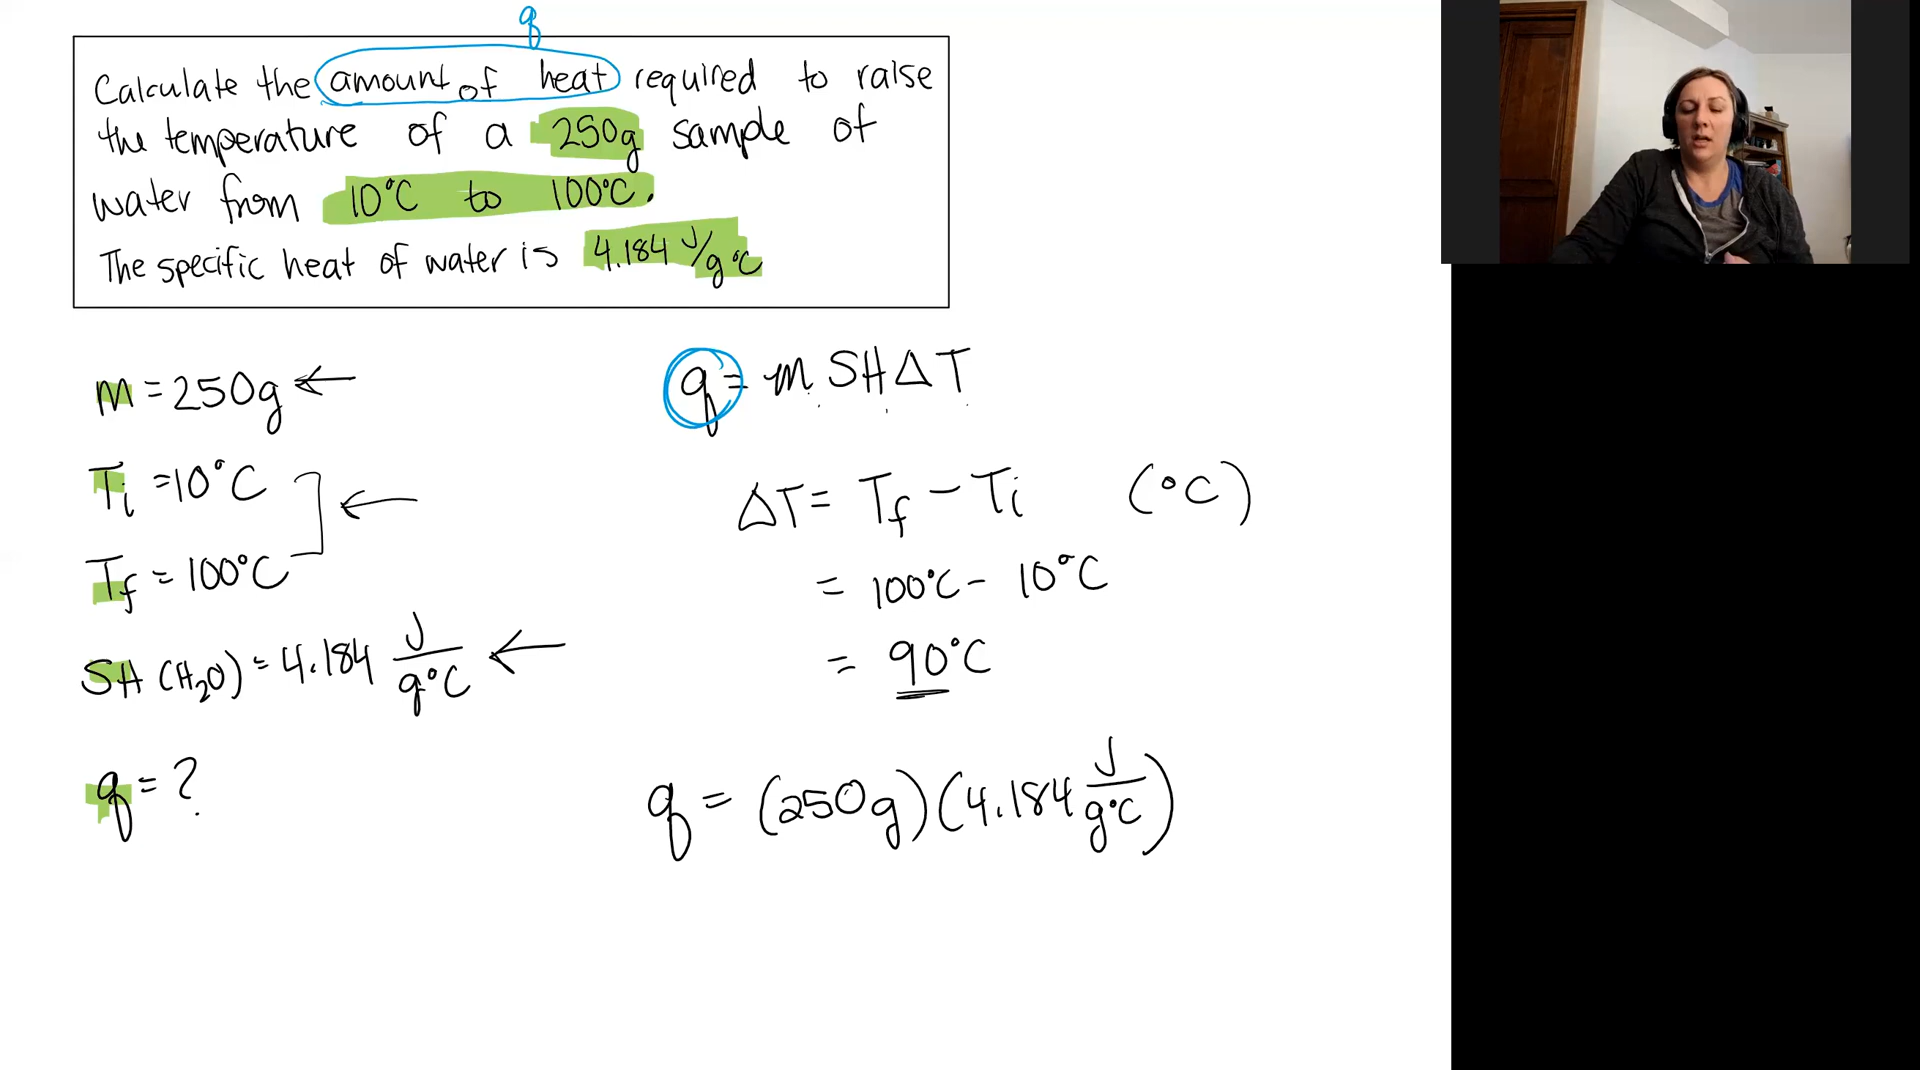 q
Calculate the amount of heat required to raise
the temperature of a 250g sample of
water from 10°C to 100°C.
The specific heat of water is 4.184 J/g°C
m = 250g ←
Ti = 10°C
Tf = 100°C
←
SH (H₂O) = 4.184 J/g°C ←
q = ?
q = m SH Δ T
ΔT = Tf - Ti (°C)
= 100°C - 10°C
= 90°C
q = (250g)(4.184 J/g°C)